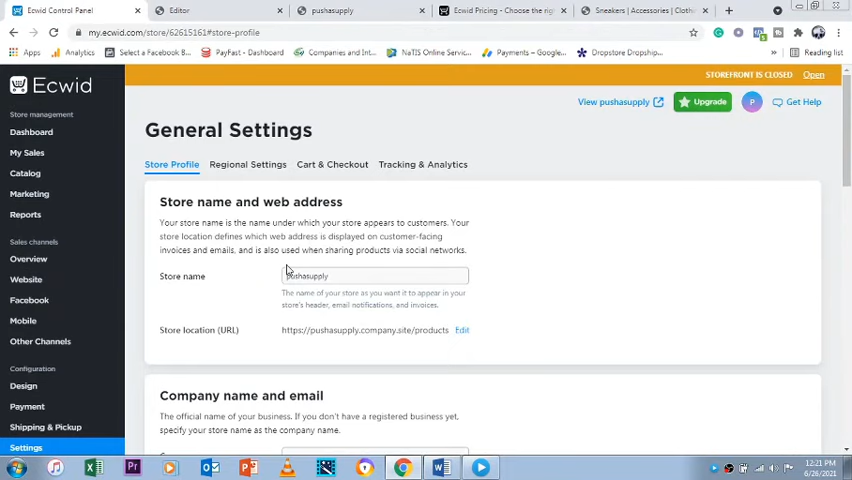 Ecwid Control Panel
Editor
pushasupply
Ecwid Pricing - Choose the rig
Sneakers | Accessories | Clothi
my.ecwid.com/store/62615161#store-profile
Apps
Analytics
Select a Facebook B...
PayFast - Dashboard
Companies and Int...
NaTIS Online Servic...
Payments – Google...
Dropstore Dropship...
Reading list
STOREFRONT IS CLOSED
Open
Ecwid
View pushasupply
Upgrade
P
Get Help
Store management
Dashboard
My Sales
Catalog
Marketing
Reports
Sales channels
Overview
Website
Facebook
Mobile
Other Channels
Configuration
Design
Payment
Shipping & Pickup
Settings
General Settings
Store Profile
Regional Settings
Cart & Checkout
Tracking & Analytics
Store name and web address
Your store name is the name under which your store appears to customers. Your
store location defines which web address is displayed on customer-facing
invoices and emails, and is also used when sharing products via social networks.
Store name
pushasupply
The name of your store as you want it to appear in your
store's header, email notifications, and invoices.
Store location (URL)
https://pushasupply.company.site/products
Edit
Company name and email
The official name of your business. If you don't have a registered business yet,
specify your store name as the company name.
12:21 PM
6/26/2021